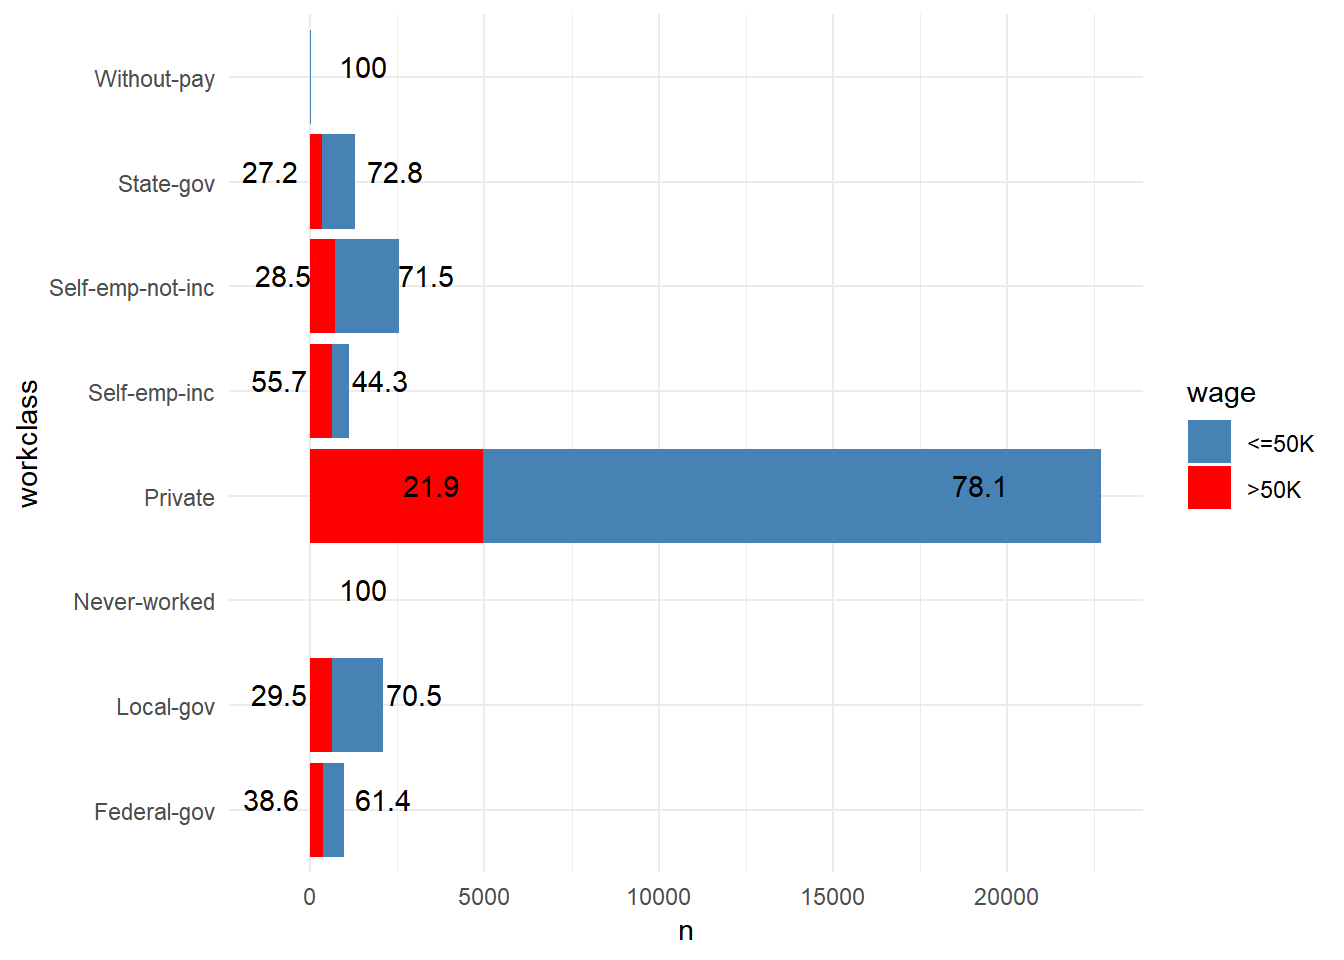 Without-pay
100
State-gov
27.2
72.8
Self-emp-not-inc
28.5
71.5
Self-emp-inc
55.7
44.3
Private
21.9
78.1
Never-worked
100
Local-gov
29.5
70.5
Federal-gov
38.6
61.4
0
5000
10000
15000
20000
n
workclass
wage
<=50K
>50K